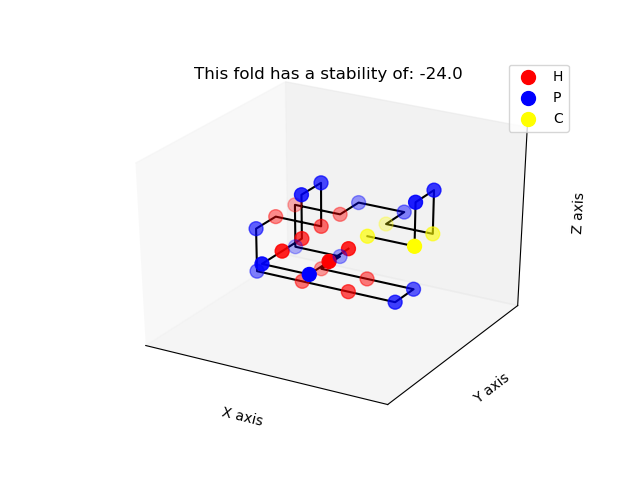 This fold has a stability of: -24.0
H
P
C
Z axis
Y axis
X axis